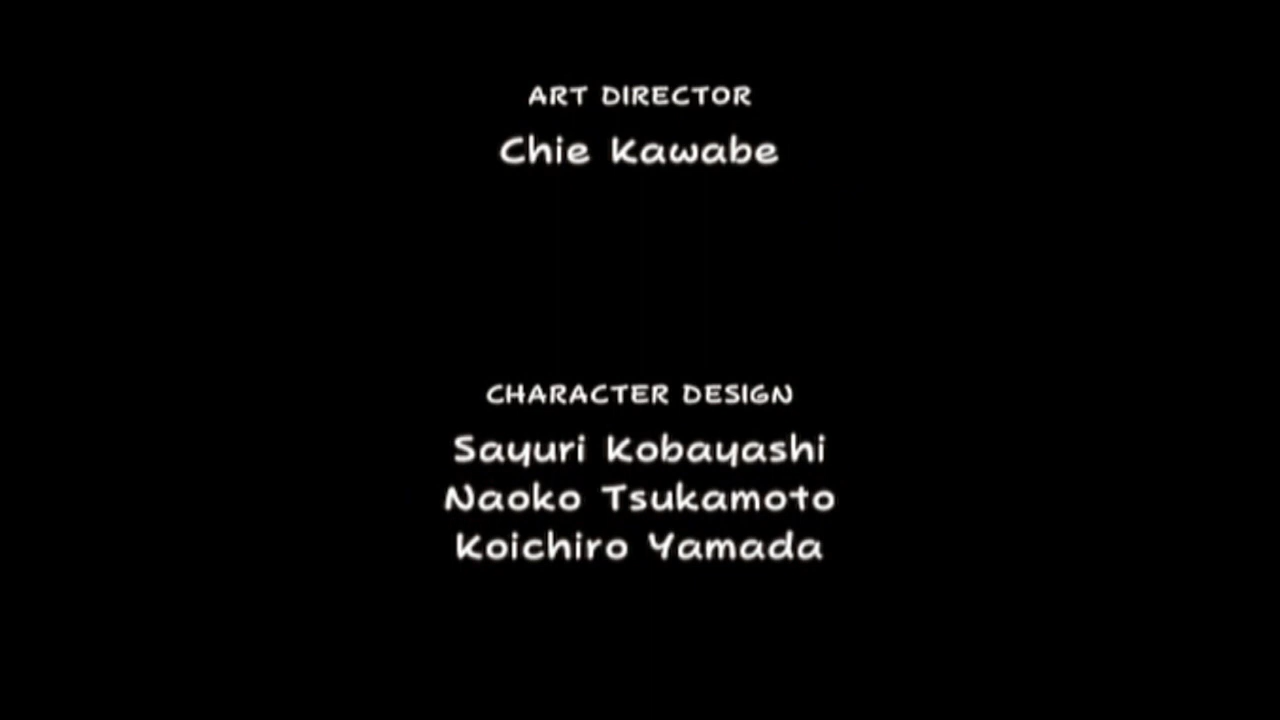 ART DIRECTOR
Chie Kawabe
CHARACTER DESIGN
Sayuri Kobayashi
Naoko Tsukamoto
Koichiro Yamada